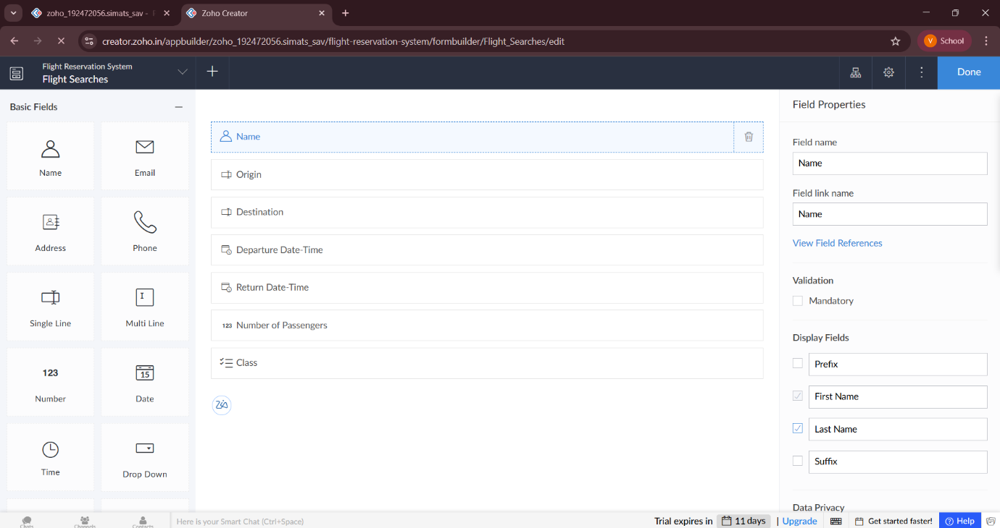 zoho_192472056.simats_sav -
Zoho Creator
creator.zoho.in/appbuilder/zoho_192472056.simats_sav/flight-reservation-system/formbuilder/Flight_Searches/edit
V School
Flight Reservation System
Flight Searches
Done
Basic Fields
Name
Email
Address
Phone
Single Line
Multi Line
123
15
Number
Date
Time
Drop Down
Name
Origin
Destination
Departure Date-Time
Return Date-Time
123 Number of Passengers
Class
Zia
Field Properties
Field name
Name
Field link name
Name
View Field References
Validation
Mandatory
Display Fields
Prefix
First Name
Last Name
Suffix
Data Privacy
Chats
Channels
Contacts
Here is your Smart Chat (Ctrl+Space)
Trial expires in 11 days | Upgrade
Get started faster!
Help